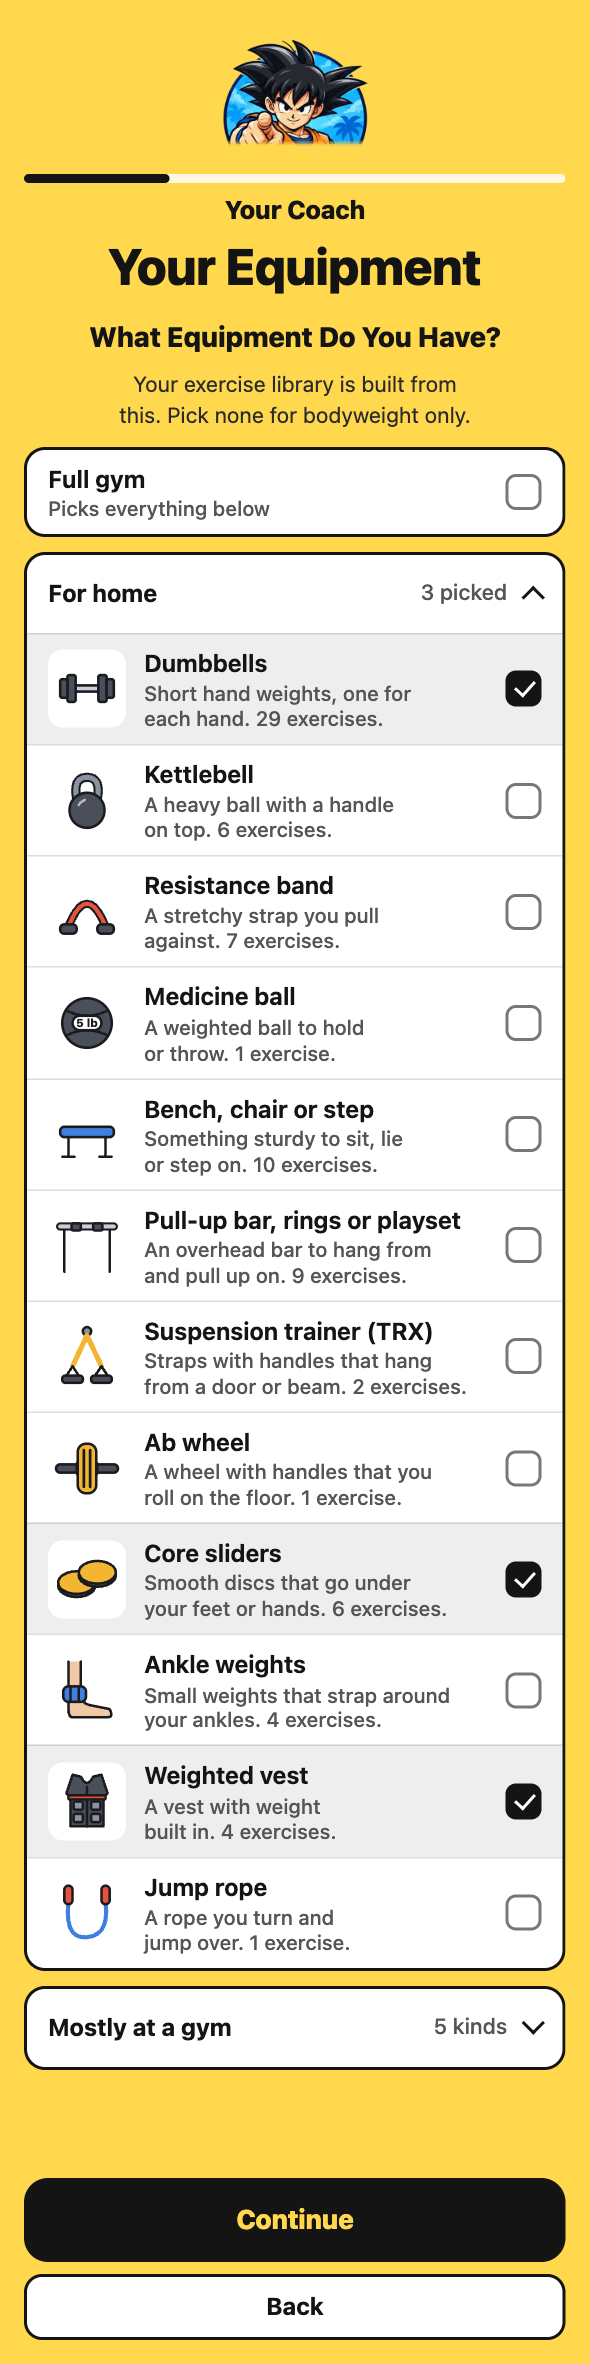 Your Coach
Your Equipment
What Equipment Do You Have?
Your exercise library is built from
this. Pick none for bodyweight only.
Full gym
Picks everything below
For home
3 picked
Dumbbells
Short hand weights, one for
each hand. 29 exercises.
Kettlebell
A heavy ball with a handle
on top. 6 exercises.
Resistance band
A stretchy strap you pull
against. 7 exercises.
5 lb
Medicine ball
A weighted ball to hold
or throw. 1 exercise.
Bench, chair or step
Something sturdy to sit, lie
or step on. 10 exercises.
Pull-up bar, rings or playset
An overhead bar to hang from
and pull up on. 9 exercises.
Suspension trainer (TRX)
Straps with handles that hang
from a door or beam. 2 exercises.
Ab wheel
A wheel with handles that you
roll on the floor. 1 exercise.
Core sliders
Smooth discs that go under
your feet or hands. 6 exercises.
Ankle weights
Small weights that strap around
your ankles. 4 exercises.
Weighted vest
A vest with weight
built in. 4 exercises.
Jump rope
A rope you turn and
jump over. 1 exercise.
Mostly at a gym
5 kinds
Continue
Back